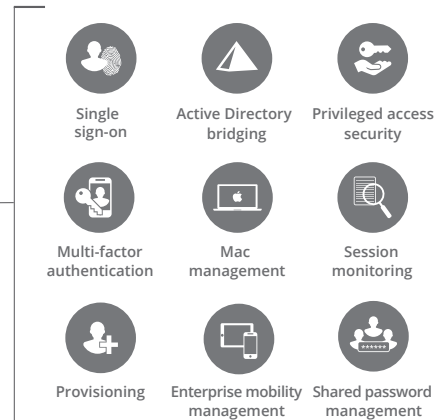 Single
sign-on
Active Directory
bridging
Privileged access
security
Multi-factor
authentication
Mac
management
Session
monitoring
Provisioning
Enterprise mobility
management
Shared password
management